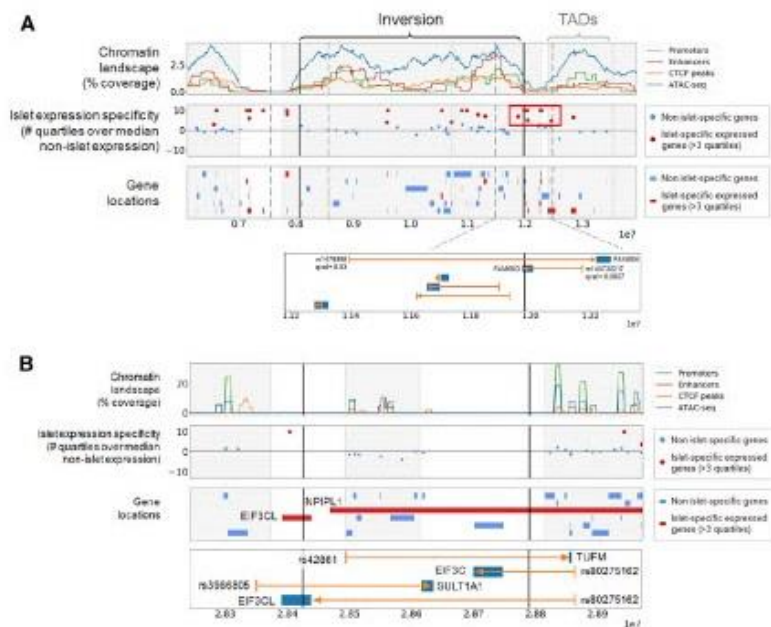 A
Inversion
TADs
Chromatin
landscape
(% coverage)
2.5
0.0
Promoters
Enhancers
CTCF peaks
ATAC-seq
Islet expression specificity
(# quartiles over median
non-islet expression)
10
0
−10
Non islet-specific genes
Islet-specific expressed
genes (>3 quartiles)
Gene
locations
Non islet-specific genes
Islet-specific expressed
genes (>3 quartiles)
0.7 0.8 0.9 1.0 1.1 1.2 1.3
1e7
1.12 1.14 1.16 1.18 1.20 1.22
1e7
B
Chromatin
landscape
(% coverage)
20
0
Promoters
Enhancers
CTCF peaks
ATAC-seq
Islet expression specificity
(# quartiles over median
non-islet expression)
10
0
−10
Non islet-specific genes
Islet-specific expressed
genes (>3 quartiles)
Gene
locations
NPIPL1
EIF3CL
Non islet-specific genes
Islet-specific expressed
genes (>3 quartiles)
rs42861 TUFM
EIF3C rs80275162
rs3966805 SULT1A1
EIF3CL rs80275162
2.83 2.84 2.85 2.86 2.87 2.88 2.89
1e7